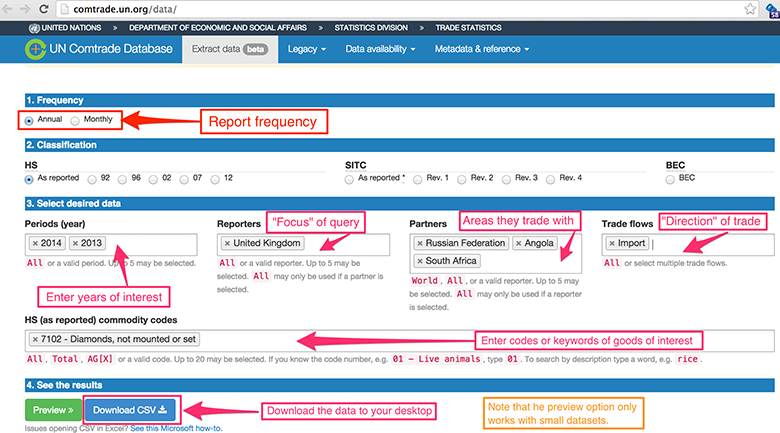 comtrade.un.org/data/
58
UNITED NATIONS » DEPARTMENT OF ECONOMIC AND SOCIAL AFFAIRS » STATISTICS DIVISION » TRADE STATISTICS
UN Comtrade Database Extract data beta Legacy Data availability Metadata & reference
1. Frequency
Annual Monthly
Report frequency
2. Classification
HS SITC BEC
As reported 92 96 02 07 12 As reported * Rev. 1 Rev. 2 Rev. 3 Rev. 4 BEC
3. Select desired data
Periods (year) Reporters "Focus" of query Partners Areas they trade with Trade flows "Direction" of trade
× 2014 × 2013 × United Kingdom × Russian Federation × Angola × Import
× South Africa
All or a valid period. Up to 5 may be selected.
Enter years of interest
All or a valid reporter. Up to 5 may be
selected. All may only be used if a partner is
selected.
World, All, or a valid reporter. Up to 5 may
be selected. All may only be used if a reporter
is selected.
All or select multiple trade flows.
HS (as reported) commodity codes
× 7102 - Diamonds, not mounted or set
Enter codes or keywords of goods of interest
All, Total, AG[X] or a valid code. Up to 20 may be selected. If you know the code number, e.g. 01 - Live animals, type 01. To search by description type a word, e.g. rice.
4. See the results
Preview » Download CSV
Download the data to your desktop
Note that he preview option only
works with small datasets.
Issues opening CSV in Excel? See this Microsoft how-to.